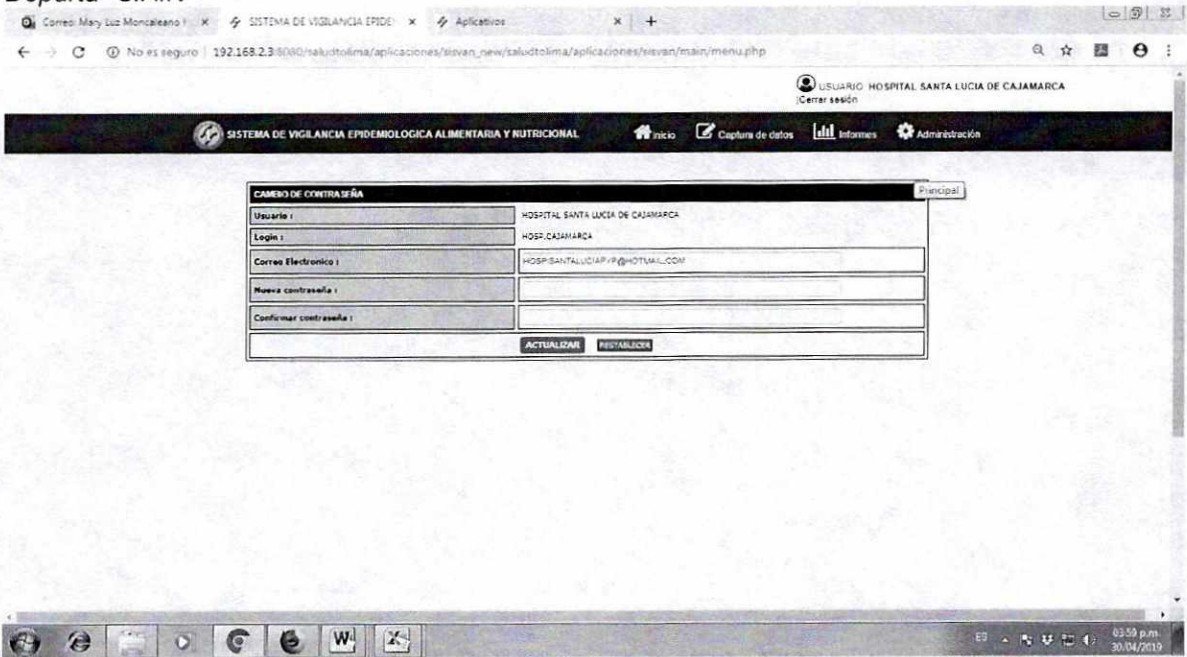 Correo: Mary Luz Moncaleano
SISTEMA DE VIGILANCIA EPIDE
Aplicativos
No es seguro | 192.168.2.3:8080/saludtolima/aplicaciones/sisvan_new/saludtolima/aplicaciones/sisvan/main/menu.php
USUARIO HOSPITAL SANTA LUCIA DE CAJAMARCA
|Cerrar sesión
SISTEMA DE VIGILANCIA EPIDEMIOLOGICA ALIMENTARIA Y NUTRICIONAL Inicio Captura de datos Informes Administración
Principal
CAMBIO DE CONTRASEÑA
Usuario : HOSPITAL SANTA LUCIA DE CAJAMARCA
Login : HOSP.CAJAMARCA
Correo Electronico : HOSPISANTALUCIAPYP@HOTMAIL.COM
Nueva contraseña :
Confirmar contraseña :
ACTUALIZAR RESTABLECER
ES 03:59 p.m.
30/04/2019